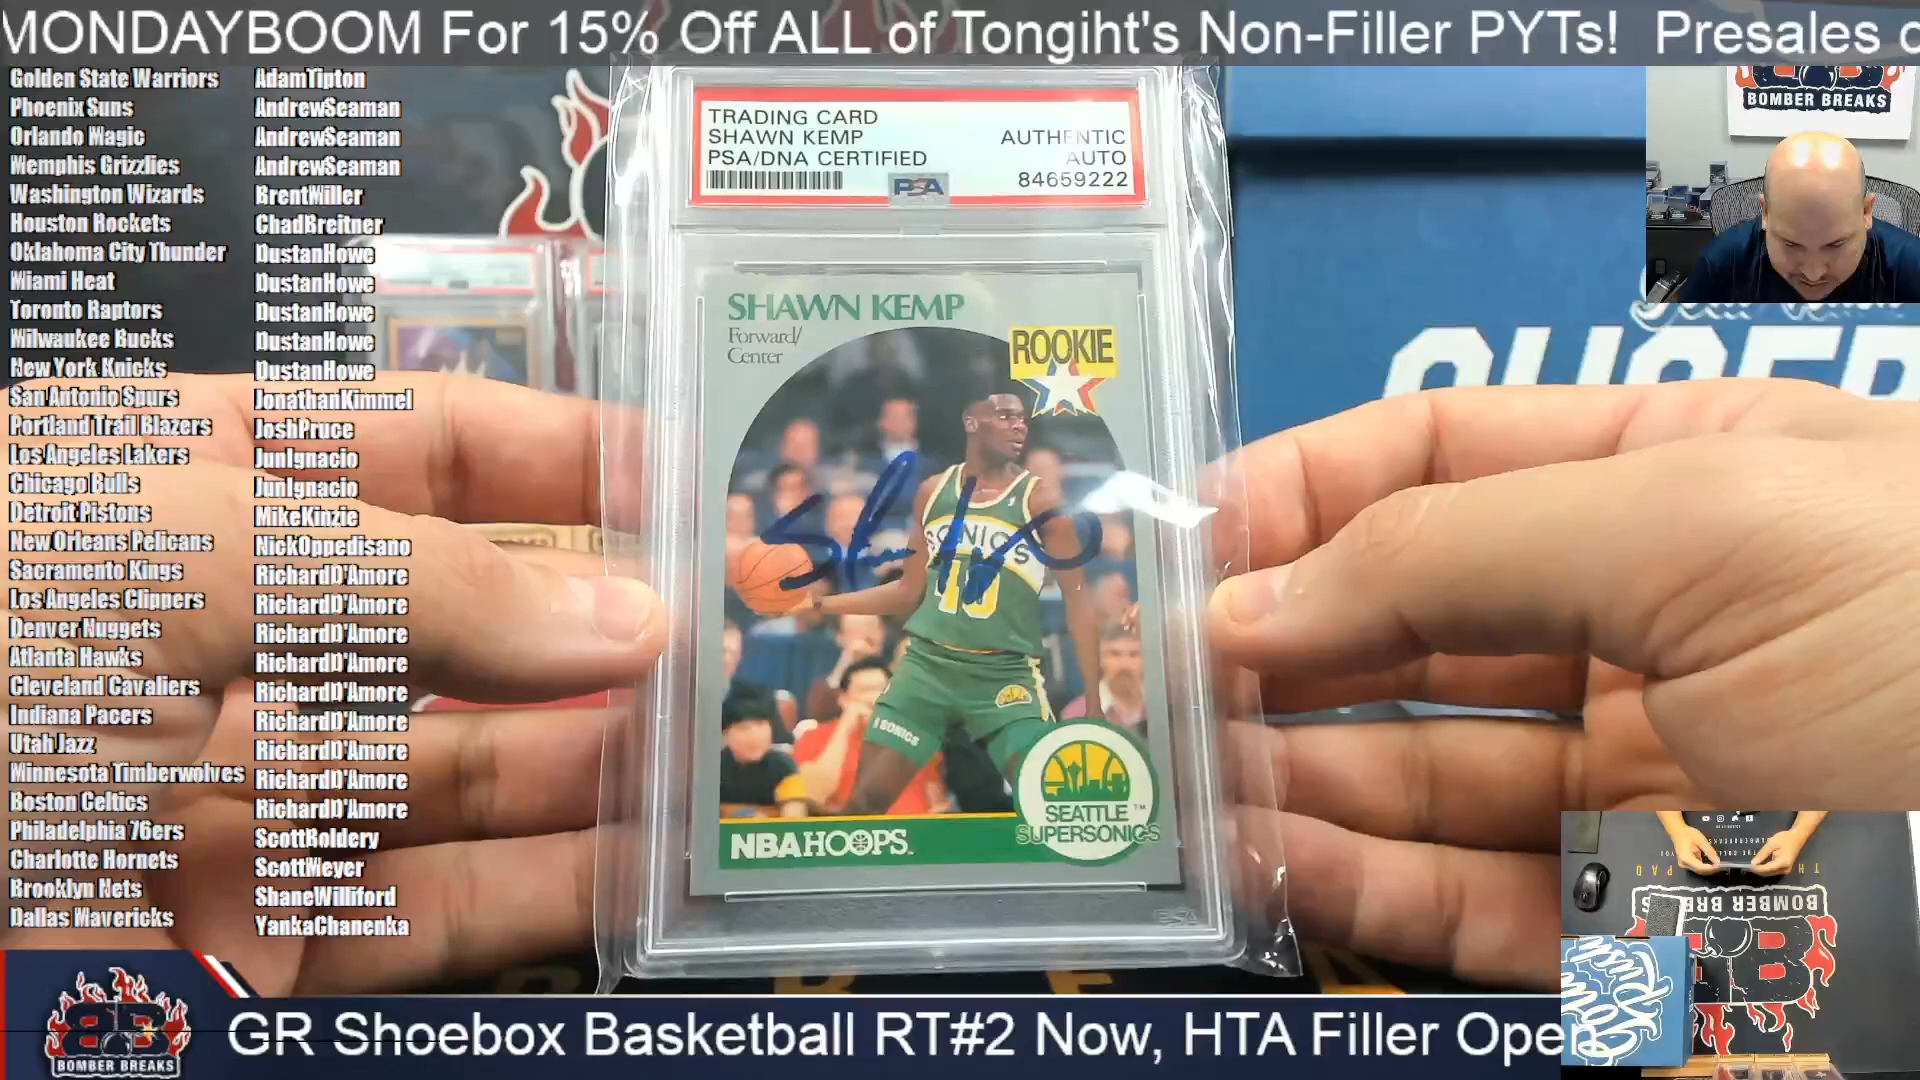 MONDAYBOOM For 15% Off ALL of Tongiht's Non-Filler PYTs! Presales
Golden State Warriors AdamTipton
Phoenix Suns AndrewSeaman
Orlando Magic AndrewSeaman
Memphis Grizzlies AndrewSeaman
Washington Wizards BrentMiller
Houston Rockets ChadBreitner
Oklahoma City Thunder DustanHowe
Miami Heat DustanHowe
Toronto Raptors DustanHowe
Milwaukee Bucks DustanHowe
New York Knicks DustanHowe
San Antonio Spurs JonathanKimmel
Portland Trail Blazers JoshPruce
Los Angeles Lakers JunIgnacio
Chicago Bulls JunIgnacio
Detroit Pistons MikeKinzie
New Orleans Pelicans NickOppedisano
Sacramento Kings RichardD'Amore
Los Angeles Clippers RichardD'Amore
Denver Nuggets RichardD'Amore
Atlanta Hawks RichardD'Amore
Cleveland Cavaliers RichardD'Amore
Indiana Pacers RichardD'Amore
Utah Jazz RichardD'Amore
Minnesota Timberwolves RichardD'Amore
Boston Celtics RichardD'Amore
Philadelphia 76ers ScottBoldery
Charlotte Hornets ScottMeyer
Brooklyn Nets ShaneWilliford
Dallas Mavericks YankaChanenka
TRADING CARD
SHAWN KEMP AUTHENTIC
PSA/DNA CERTIFIED AUTO
PSA 84659222
SHAWN KEMP
Forward/
Center
ROOKIE
SONICS
40
SONICS
SEATTLE ™
SUPERSONICS
NBA HOOPS
BOMBER BREAKS
BOMBER BREAKS
BOMBER BREAKS
GR Shoebox Basketball RT#2 Now, HTA Filler Open